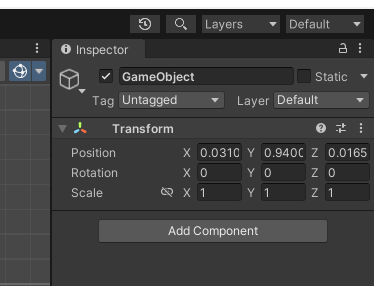 Layers Default
Inspector
GameObject Static
Tag Untagged Layer Default
Transform
Position X 0.0310 Y 0.9400 Z 0.0165
Rotation X 0 Y 0 Z 0
Scale X 1 Y 1 Z 1
Add Component